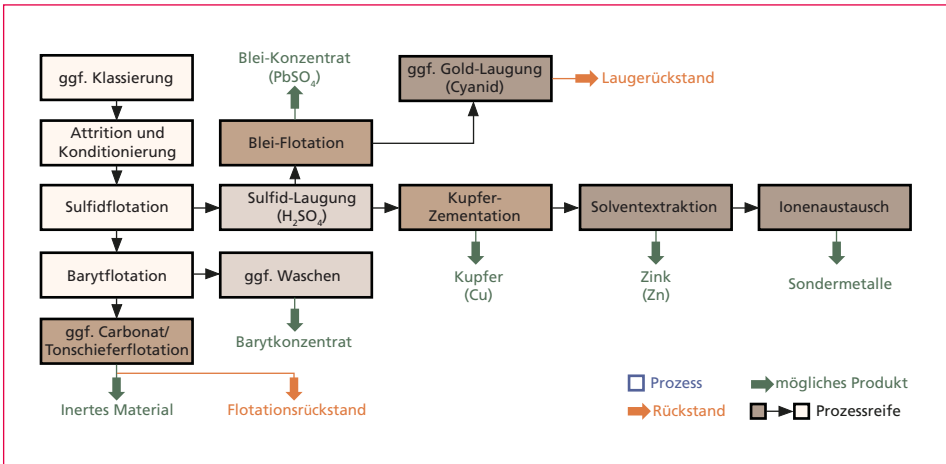 Blei-Konzentrat
(PbSO₄)
ggf. Klassierung
ggf. Gold-Laugung
(Cyanid)
Laugerückstand
Attrition und
Konditionierung
Blei-Flotation
Sulfidflotation
Sulfid-Laugung
(H₂SO₄)
Kupfer-
Zementation
Solventextraktion
Ionenaustausch
Barytflotation
ggf. Waschen
Kupfer
(Cu)
Zink
(Zn)
Sondermetalle
ggf. Carbonat/
Tonschieferflotation
Barytkonzentrat
Inertes Material
Flotationsrückstand
Prozess
mögliches Produkt
Rückstand
Prozessreife